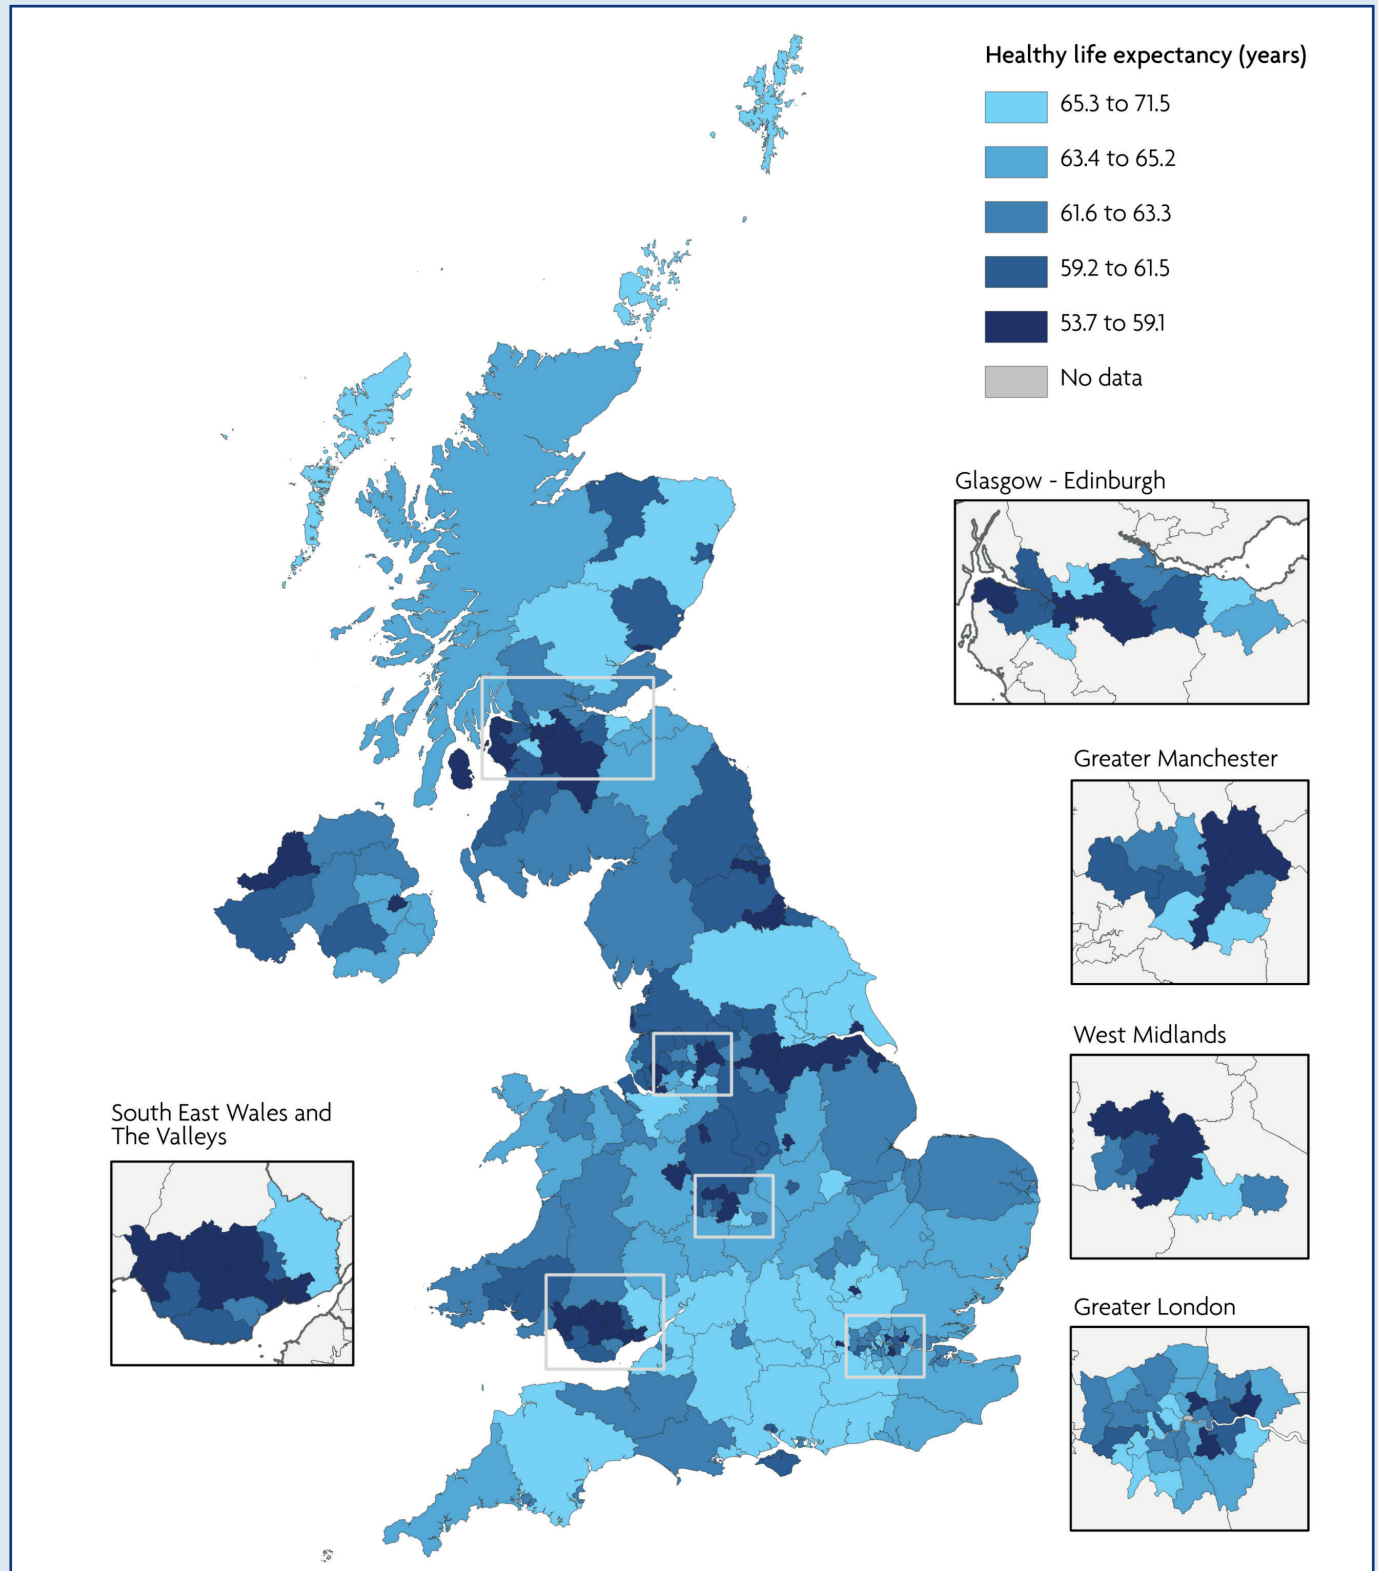 Healthy life expectancy (years)
65.3 to 71.5
63.4 to 65.2
61.6 to 63.3
59.2 to 61.5
53.7 to 59.1
No data
Glasgow - Edinburgh
Greater Manchester
West Midlands
South East Wales and
The Valleys
Greater London